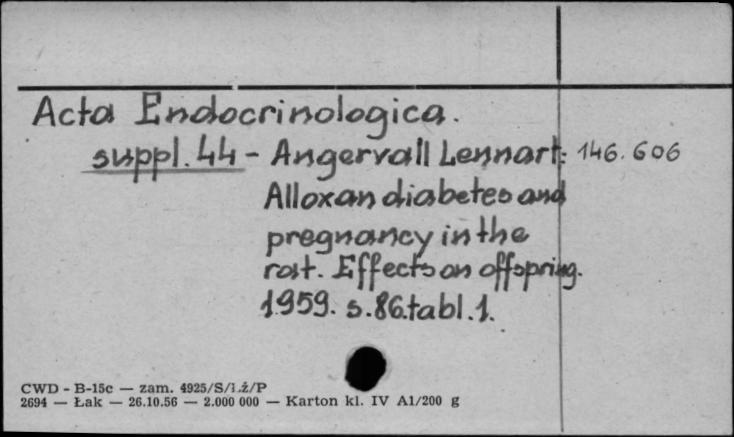 Acta Endocrinologica.
suppl. 44 - Angervall Lennart: 146.606
Alloxan diabetes and
pregnancy in the
rat. Effects on offspring.
1959. s.86.tabl.1.
CWD - B-15c — zam. 4925/S/Lż/P
2694 — Łąk — 26.10.56 — 2.000 000 — Karton kl. IV A1/200 g